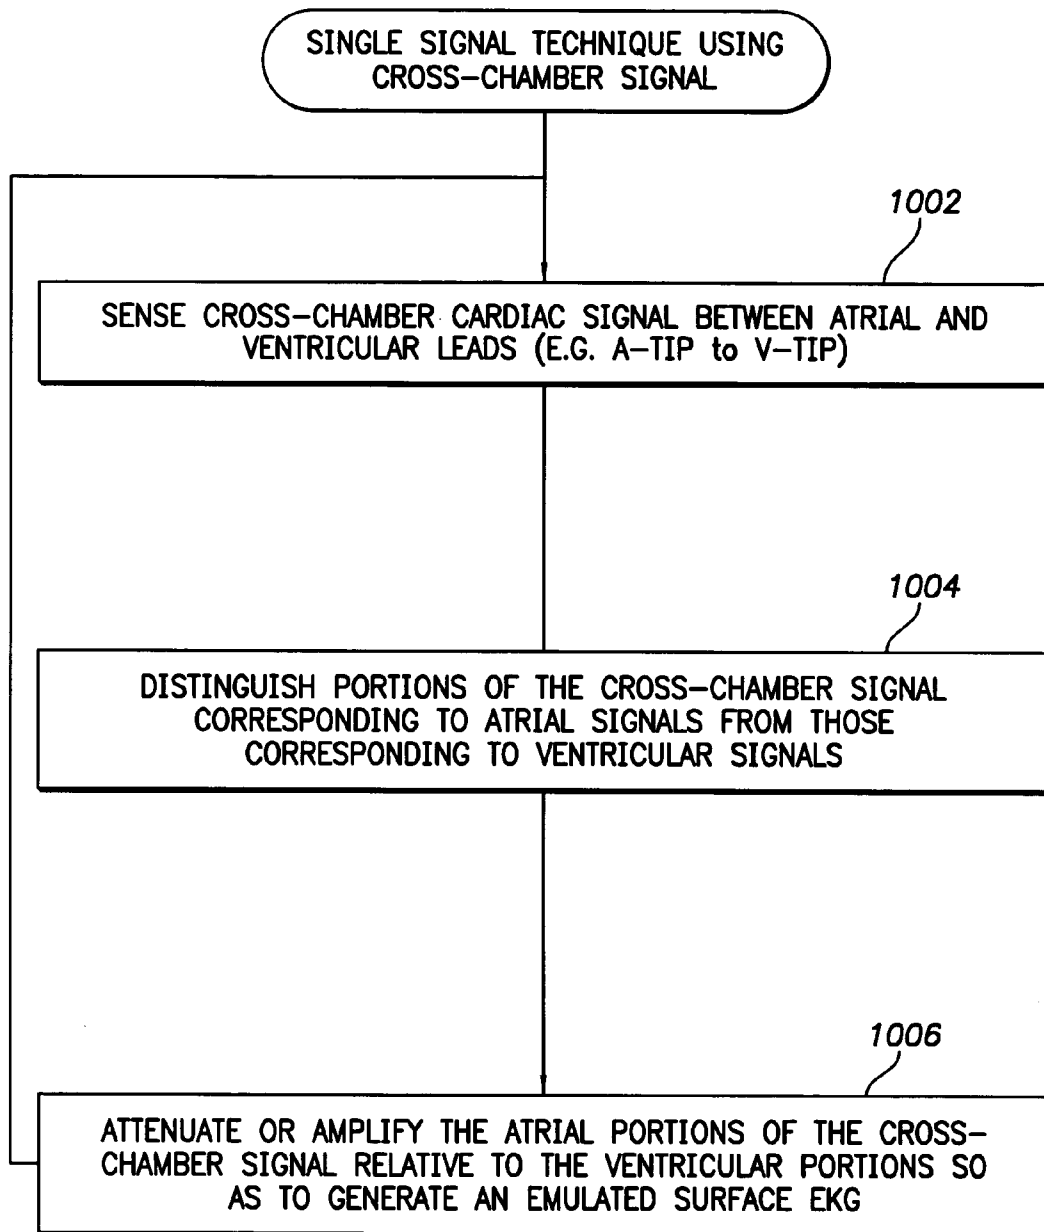 SINGLE SIGNAL TECHNIQUE USING
CROSS-CHAMBER SIGNAL
1002
SENSE CROSS-CHAMBER CARDIAC SIGNAL BETWEEN ATRIAL AND
VENTRICULAR LEADS (E.G. A-TIP to V-TIP)
1004
DISTINGUISH PORTIONS OF THE CROSS-CHAMBER SIGNAL
CORRESPONDING TO ATRIAL SIGNALS FROM THOSE
CORRESPONDING TO VENTRICULAR SIGNALS
1006
ATTENUATE OR AMPLIFY THE ATRIAL PORTIONS OF THE CROSS-
CHAMBER SIGNAL RELATIVE TO THE VENTRICULAR PORTIONS SO
AS TO GENERATE AN EMULATED SURFACE EKG